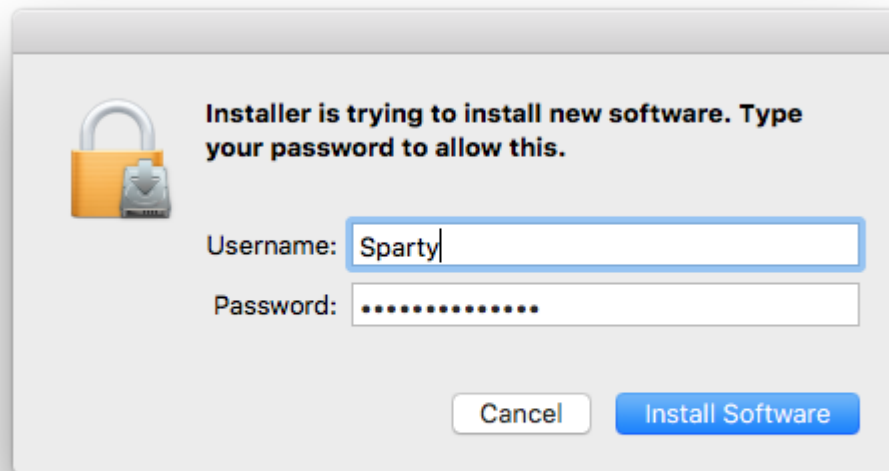 Installer is trying to install new software. Type
your password to allow this.
Username: Sparty
Password: ••••••••••••••
Cancel Install Software